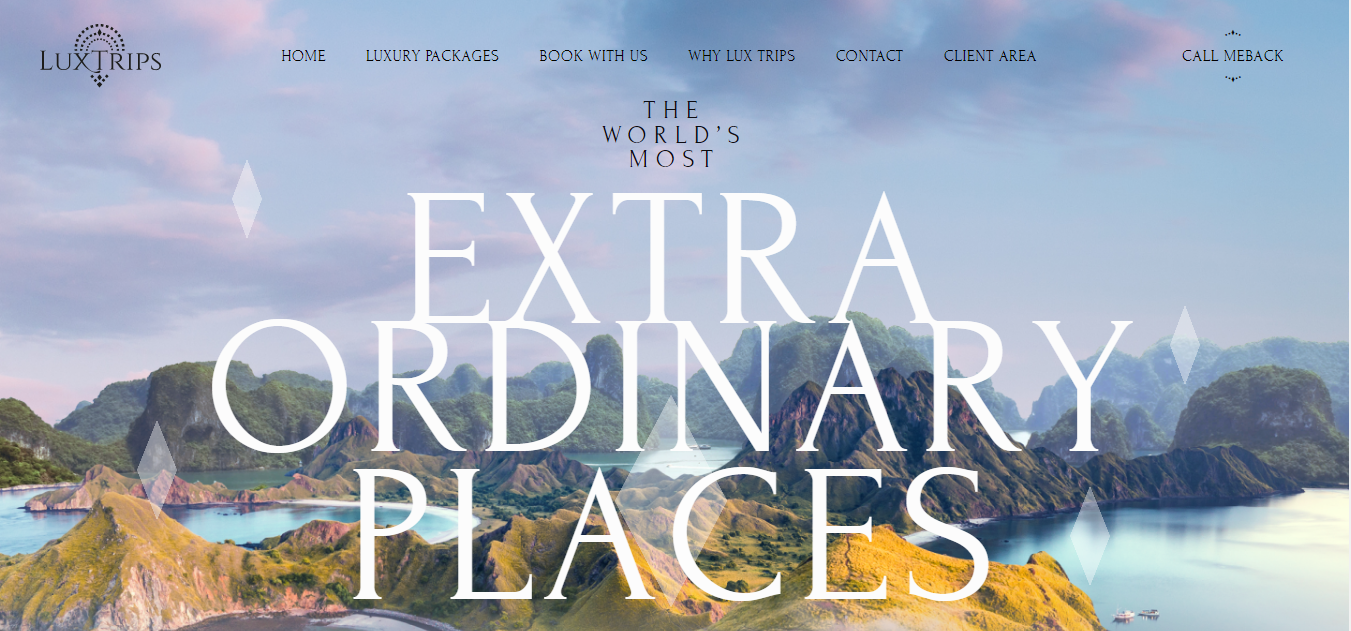 LUXTRIPS
HOME LUXURY PACKAGES BOOK WITH US WHY LUX TRIPS CONTACT CLIENT AREA CALL MEBACK
THE
WORLD’S
MOST
EXTRA
ORDINARY
PLACES